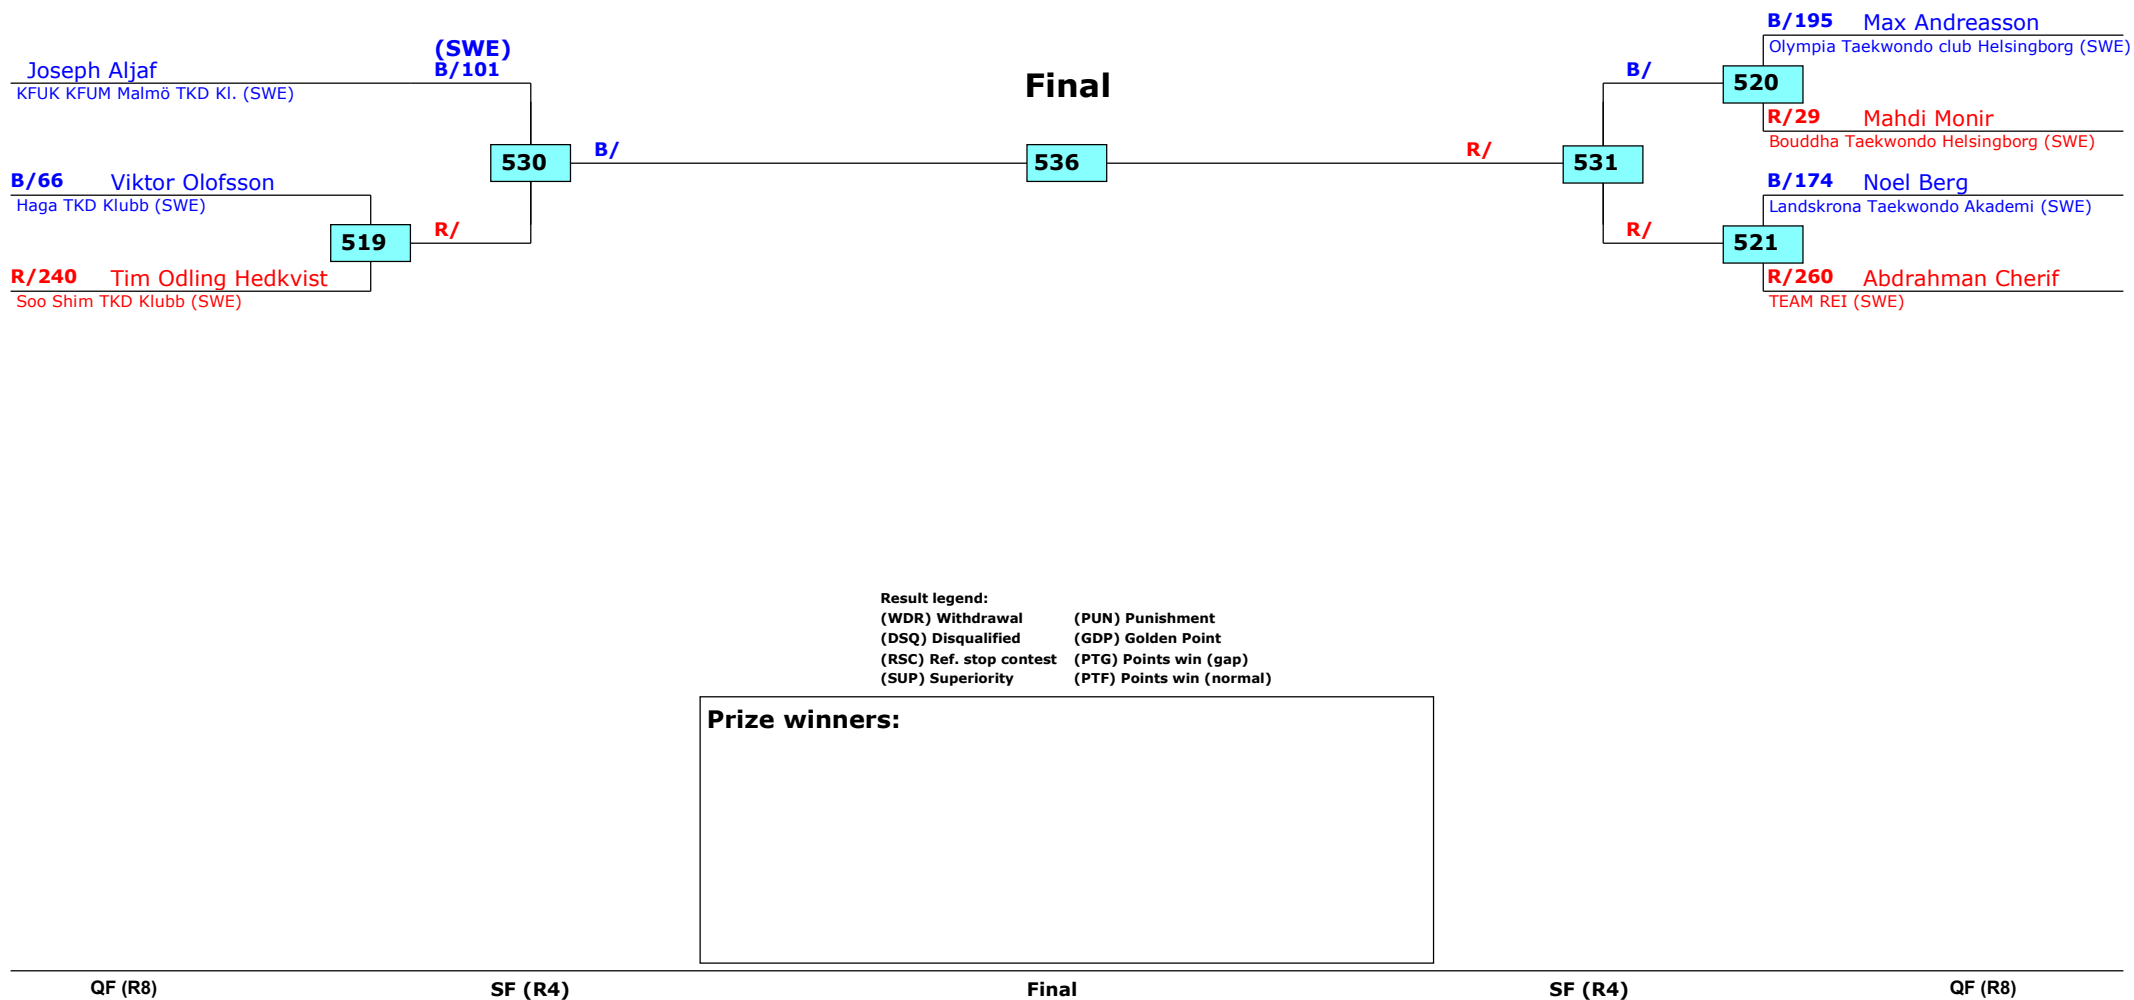 (SWE)
Joseph Aljaf B/101
KFUK KFUM Malmö TKD Kl. (SWE)
530
B/66 Viktor Olofsson
Haga TKD Klubb (SWE)
519
R/
R/240 Tim Odling Hedkvist
Soo Shim TKD Klubb (SWE)
B/
Final
536
R/
531
B/
R/
B/195 Max Andreasson
Olympia Taekwondo club Helsingborg (SWE)
520
R/29 Mahdi Monir
Bouddha Taekwondo Helsingborg (SWE)
B/174 Noel Berg
Landskrona Taekwondo Akademi (SWE)
521
R/260 Abdrahman Cherif
TEAM REI (SWE)
Result legend:
(WDR) Withdrawal (PUN) Punishment
(DSQ) Disqualified (GDP) Golden Point
(RSC) Ref. stop contest (PTG) Points win (gap)
(SUP) Superiority (PTF) Points win (normal)
Prize winners:
QF (R8) SF (R4) Final SF (R4) QF (R8)